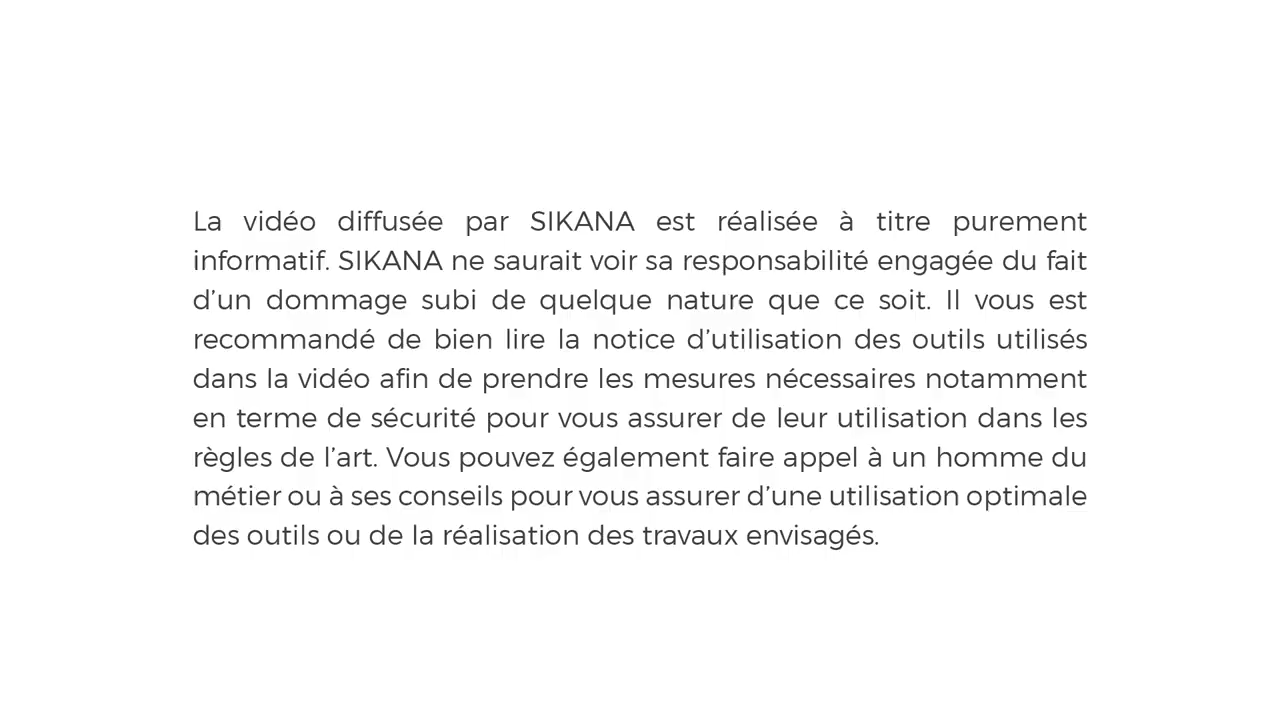 La vidéo diffusée par SIKANA est réalisée à titre purement
informatif. SIKANA ne saurait voir sa responsabilité engagée du fait
d’un dommage subi de quelque nature que ce soit. Il vous est
recommandé de bien lire la notice d’utilisation des outils utilisés
dans la vidéo afin de prendre les mesures nécessaires notamment
en terme de sécurité pour vous assurer de leur utilisation dans les
règles de l’art. Vous pouvez également faire appel à un homme du
métier ou à ses conseils pour vous assurer d’une utilisation optimale
des outils ou de la réalisation des travaux envisagés.